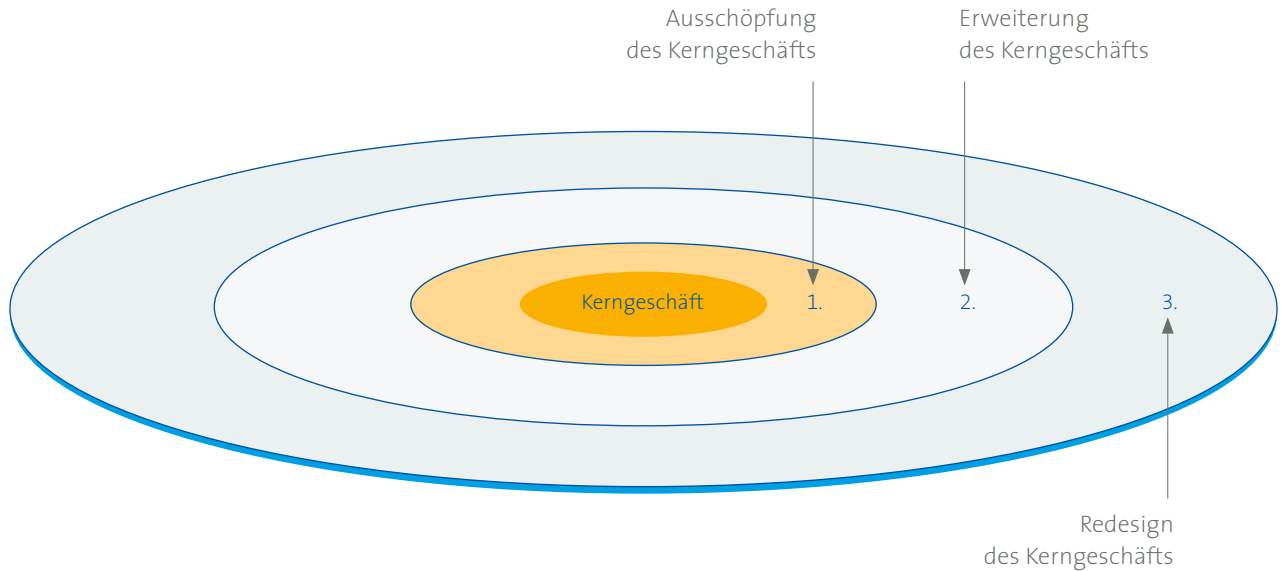 Ausschöpfung
des Kerngeschäfts
Erweiterung
des Kerngeschäfts
Kerngeschäft
1.
2.
3.
Redesign
des Kerngeschäfts